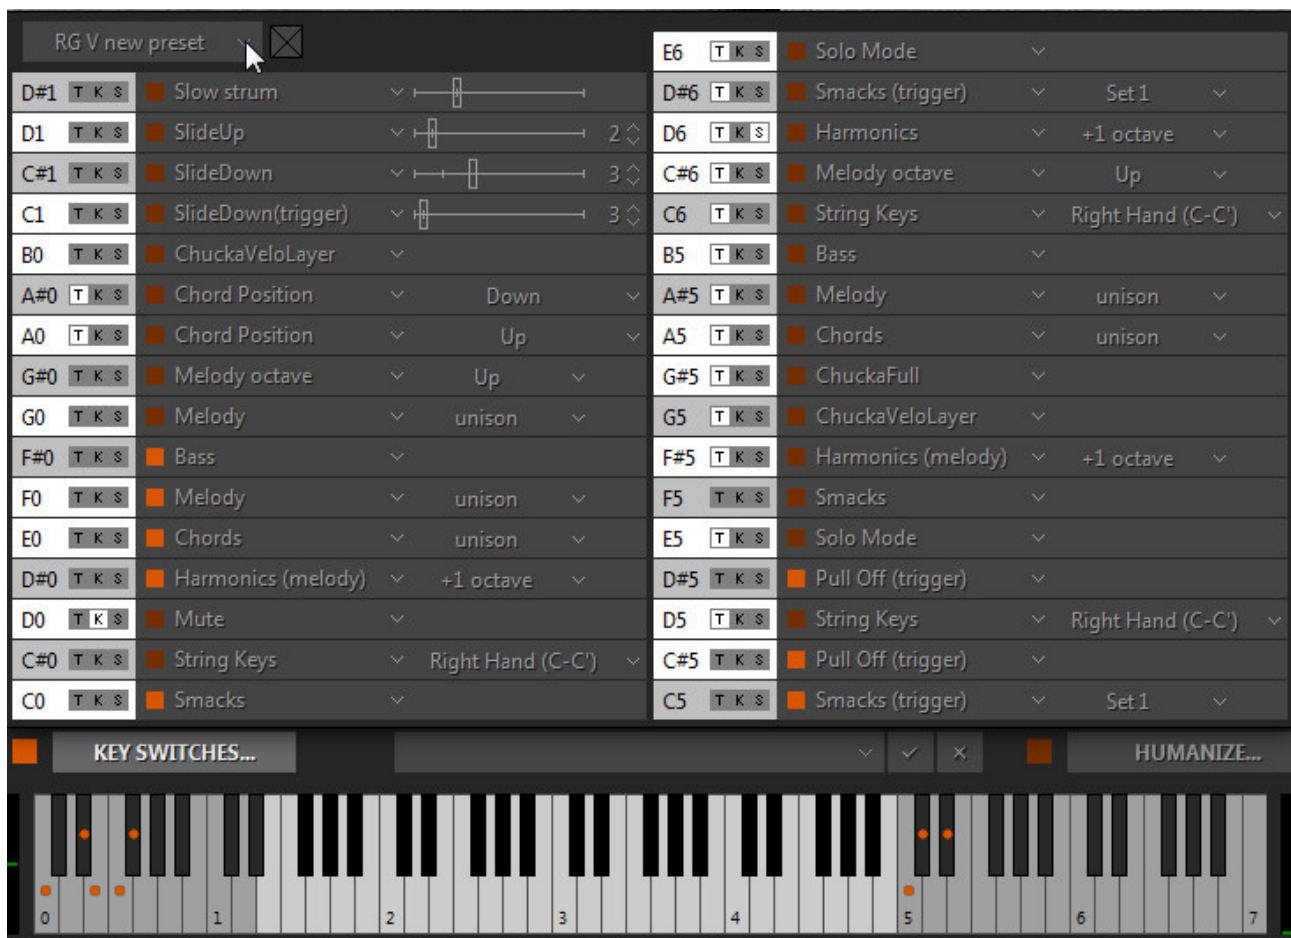 RG V new preset
D#1 T K S Slow strum
D1 T K S SlideUp 2
C#1 T K S SlideDown 3
C1 T K S SlideDown(trigger) 3
B0 T K S ChuckaVeloLayer
A#0 T K S Chord Position Down
A0 T K S Chord Position Up
G#0 T K S Melody octave Up
G0 T K S Melody unison
F#0 T K S Bass
F0 T K S Melody unison
E0 T K S Chords unison
D#0 T K S Harmonics (melody) +1 octave
D0 T K S Mute
C#0 T K S String Keys Right Hand (C-C')
C0 T K S Smacks
E6 T K S Solo Mode
D#6 T K S Smacks (trigger) Set 1
D6 T K S Harmonics +1 octave
C#6 T K S Melody octave Up
C6 T K S String Keys Right Hand (C-C')
B5 T K S Bass
A#5 T K S Melody unison
A5 T K S Chords unison
G#5 T K S ChuckaFull
G5 T K S ChuckaVeloLayer
F#5 T K S Harmonics (melody) +1 octave
F5 T K S Smacks
E5 T K S Solo Mode
D#5 T K S Pull Off (trigger)
D5 T K S String Keys Right Hand (C-C')
C#5 T K S Pull Off (trigger)
C5 T K S Smacks (trigger) Set 1
KEY SWITCHES... HUMANIZE...
0 1 2 3 4 5 6 7